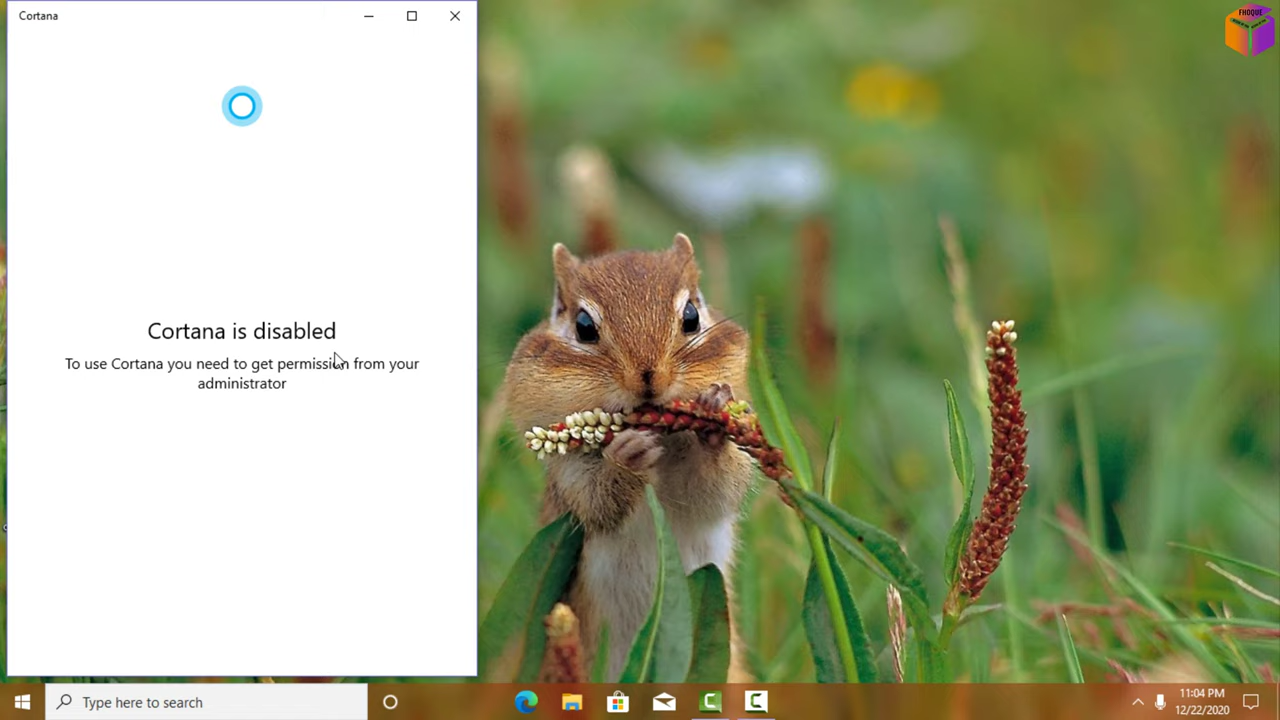 Cortana
FHOQUE
Cortana is disabled
To use Cortana you need to get permission from your
administrator
Type here to search
11:04 PM
12/22/2020